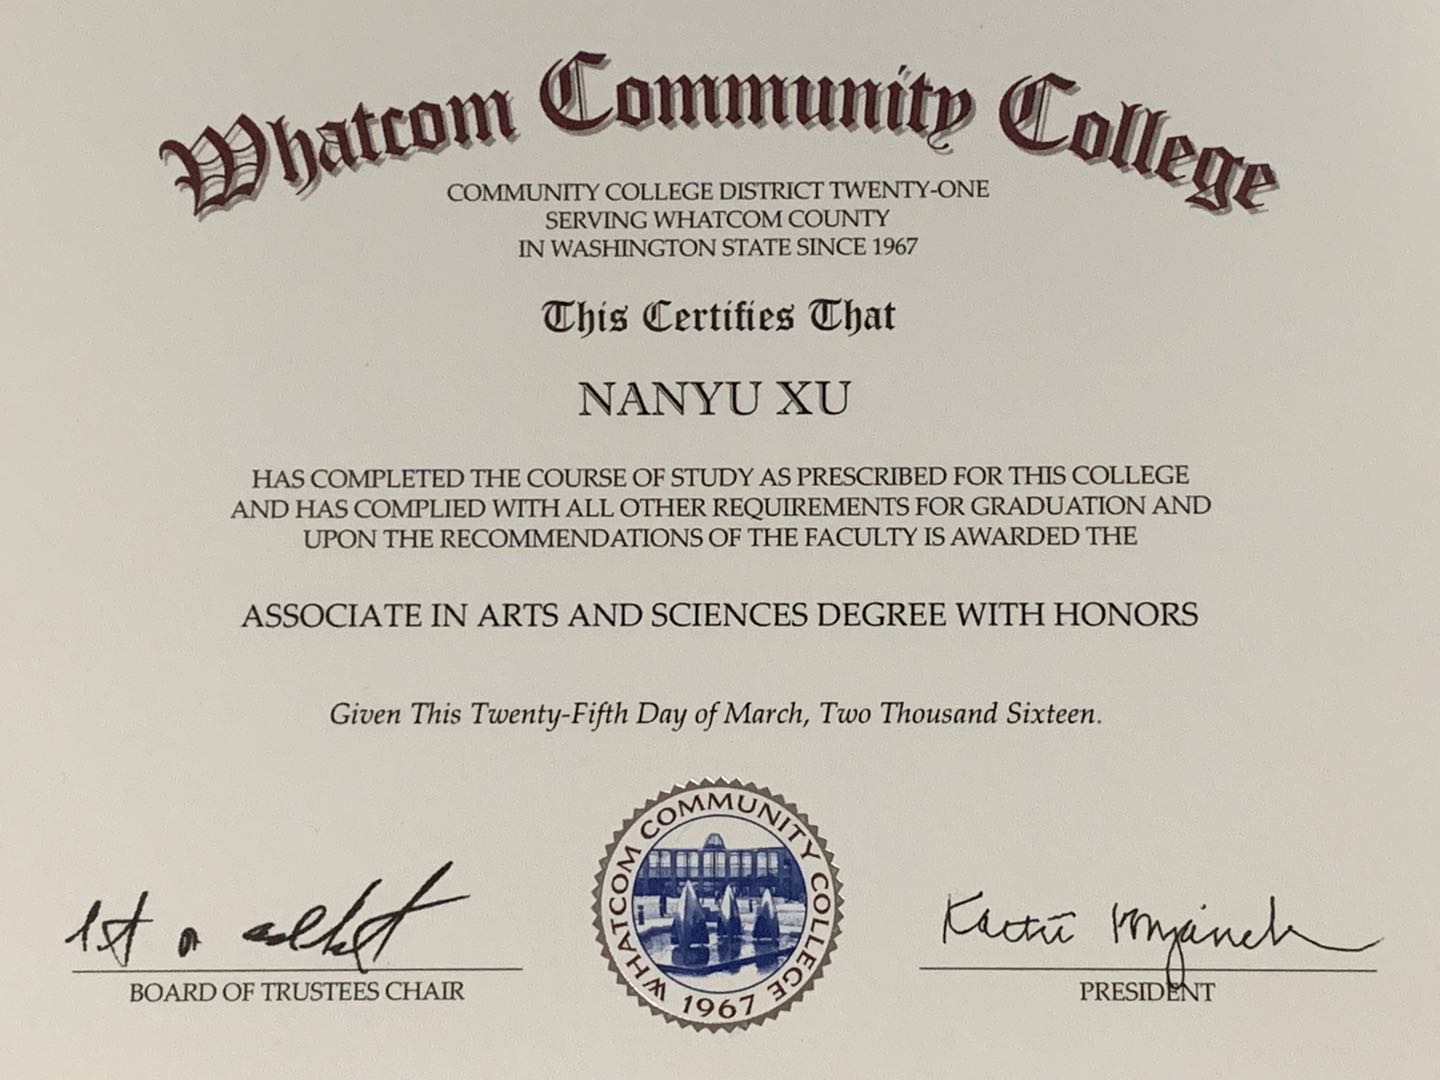 Whatcom Community College
COMMUNITY COLLEGE DISTRICT TWENTY-ONE
SERVING WHATCOM COUNTY
IN WASHINGTON STATE SINCE 1967
This Certifies That
NANYU XU
HAS COMPLETED THE COURSE OF STUDY AS PRESCRIBED FOR THIS COLLEGE
AND HAS COMPLIED WITH ALL OTHER REQUIREMENTS FOR GRADUATION AND
UPON THE RECOMMENDATIONS OF THE FACULTY IS AWARDED THE
ASSOCIATE IN ARTS AND SCIENCES DEGREE WITH HONORS
Given This Twenty-Fifth Day of March, Two Thousand Sixteen.
WHATCOM COMMUNITY COLLEGE
1967
BOARD OF TRUSTEES CHAIR
PRESIDENT